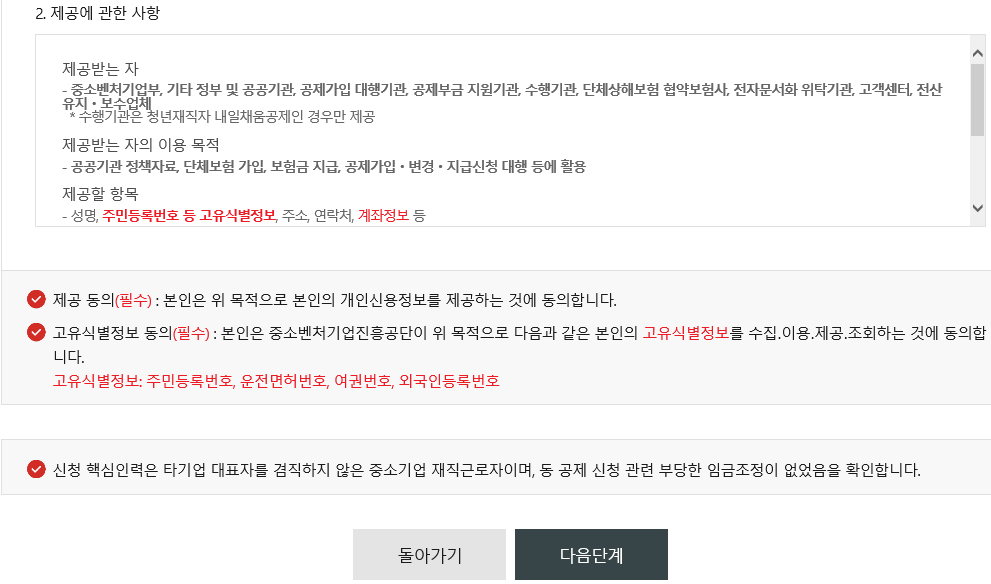 2. 제공에 관한 사항
제공받는 자
- 중소벤처기업부, 기타 정부 및 공공기관, 공제가입 대행기관, 공제부금 지원기관, 수행기관, 단체상해보험 협약보험사, 전자문서화 위탁기관, 고객센터, 전산
유지・보수업체
* 수행기관은 청년재직자 내일채움공제인 경우만 제공
제공받는 자의 이용 목적
- 공공기관 정책자료, 단체보험 가입, 보험금 지급, 공제가입・변경・지급신청 대행 등에 활용
제공할 항목
- 성명, 주민등록번호 등 고유식별정보, 주소, 연락처, 계좌정보 등
제공 동의(필수) : 본인은 위 목적으로 본인의 개인신용정보를 제공하는 것에 동의합니다.
고유식별정보 동의(필수) : 본인은 중소벤처기업진흥공단이 위 목적으로 다음과 같은 본인의 고유식별정보를 수집.이용.제공.조회하는 것에 동의합
니다.
고유식별정보: 주민등록번호, 운전면허번호, 여권번호, 외국인등록번호
신청 핵심인력은 타기업 대표자를 겸직하지 않은 중소기업 재직근로자이며, 동 공제 신청 관련 부당한 임금조정이 없었음을 확인합니다.
돌아가기
다음단계